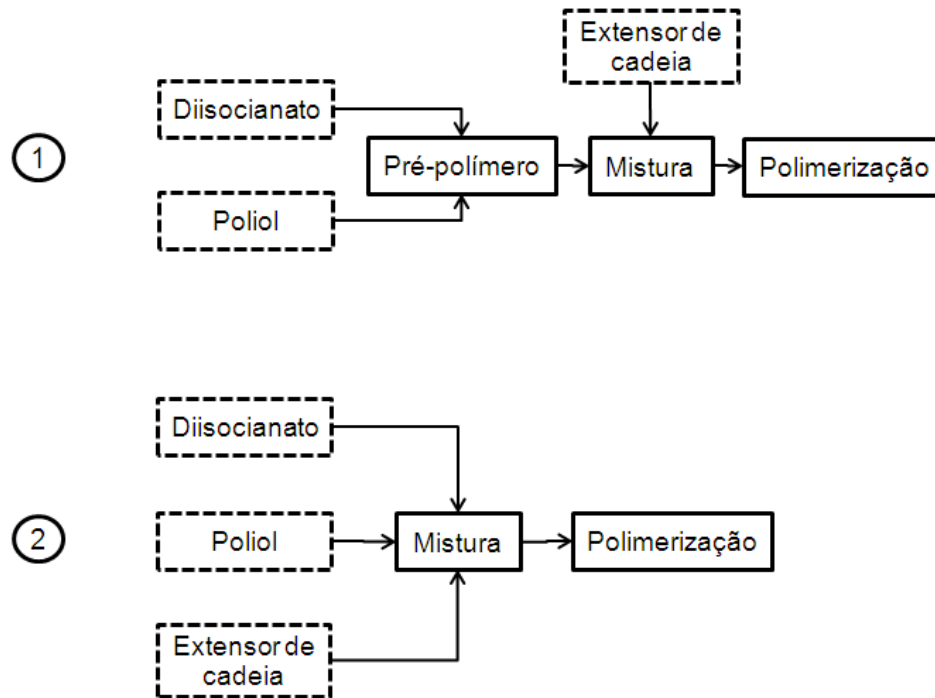 Extensor de
cadeia
Diisocianato
1
Pré-polímero
Mistura
Polimerização
Poliol
Diisocianato
2
Poliol
Mistura
Polimerização
Extensor de
cadeia